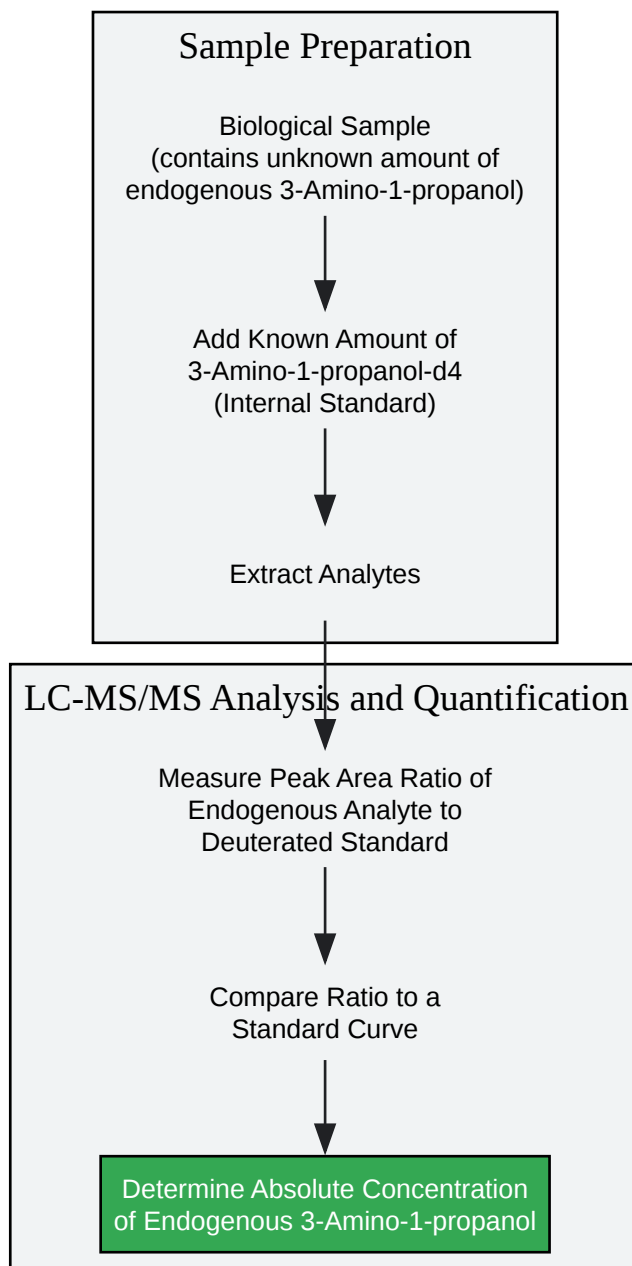 Sample Preparation
Biological Sample
(contains unknown amount of
endogenous 3-Amino-1-propanol)
Add Known Amount of
3-Amino-1-propanol-d4
(Internal Standard)
Extract Analytes
LC-MS/MS Analysis and Quantification
Measure Peak Area Ratio of
Endogenous Analyte to
Deuterated Standard
Compare Ratio to a
Standard Curve
Determine Absolute Concentration
of Endogenous 3-Amino-1-propanol